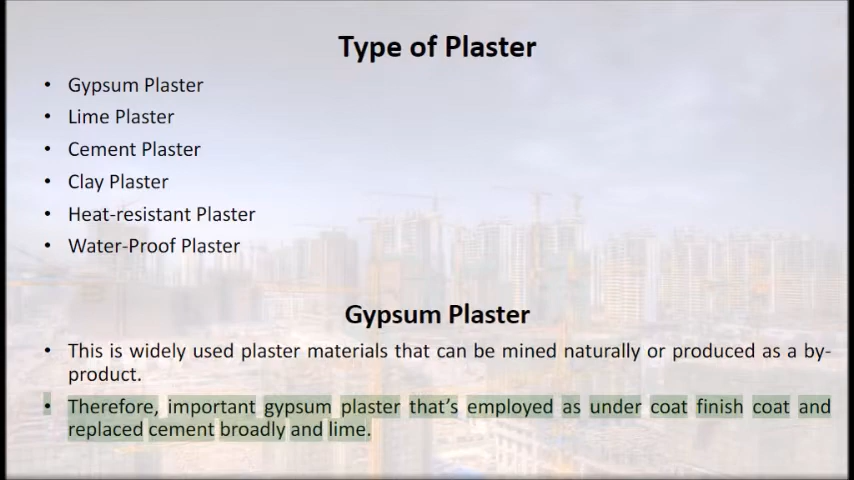 Type of Plaster
• Gypsum Plaster
• Lime Plaster
• Cement Plaster
• Clay Plaster
• Heat-resistant Plaster
• Water-Proof Plaster
Gypsum Plaster
• This is widely used plaster materials that can be mined naturally or produced as a by-
product.
• Therefore, important gypsum plaster that's employed as under coat finish coat and
replaced cement broadly and lime.